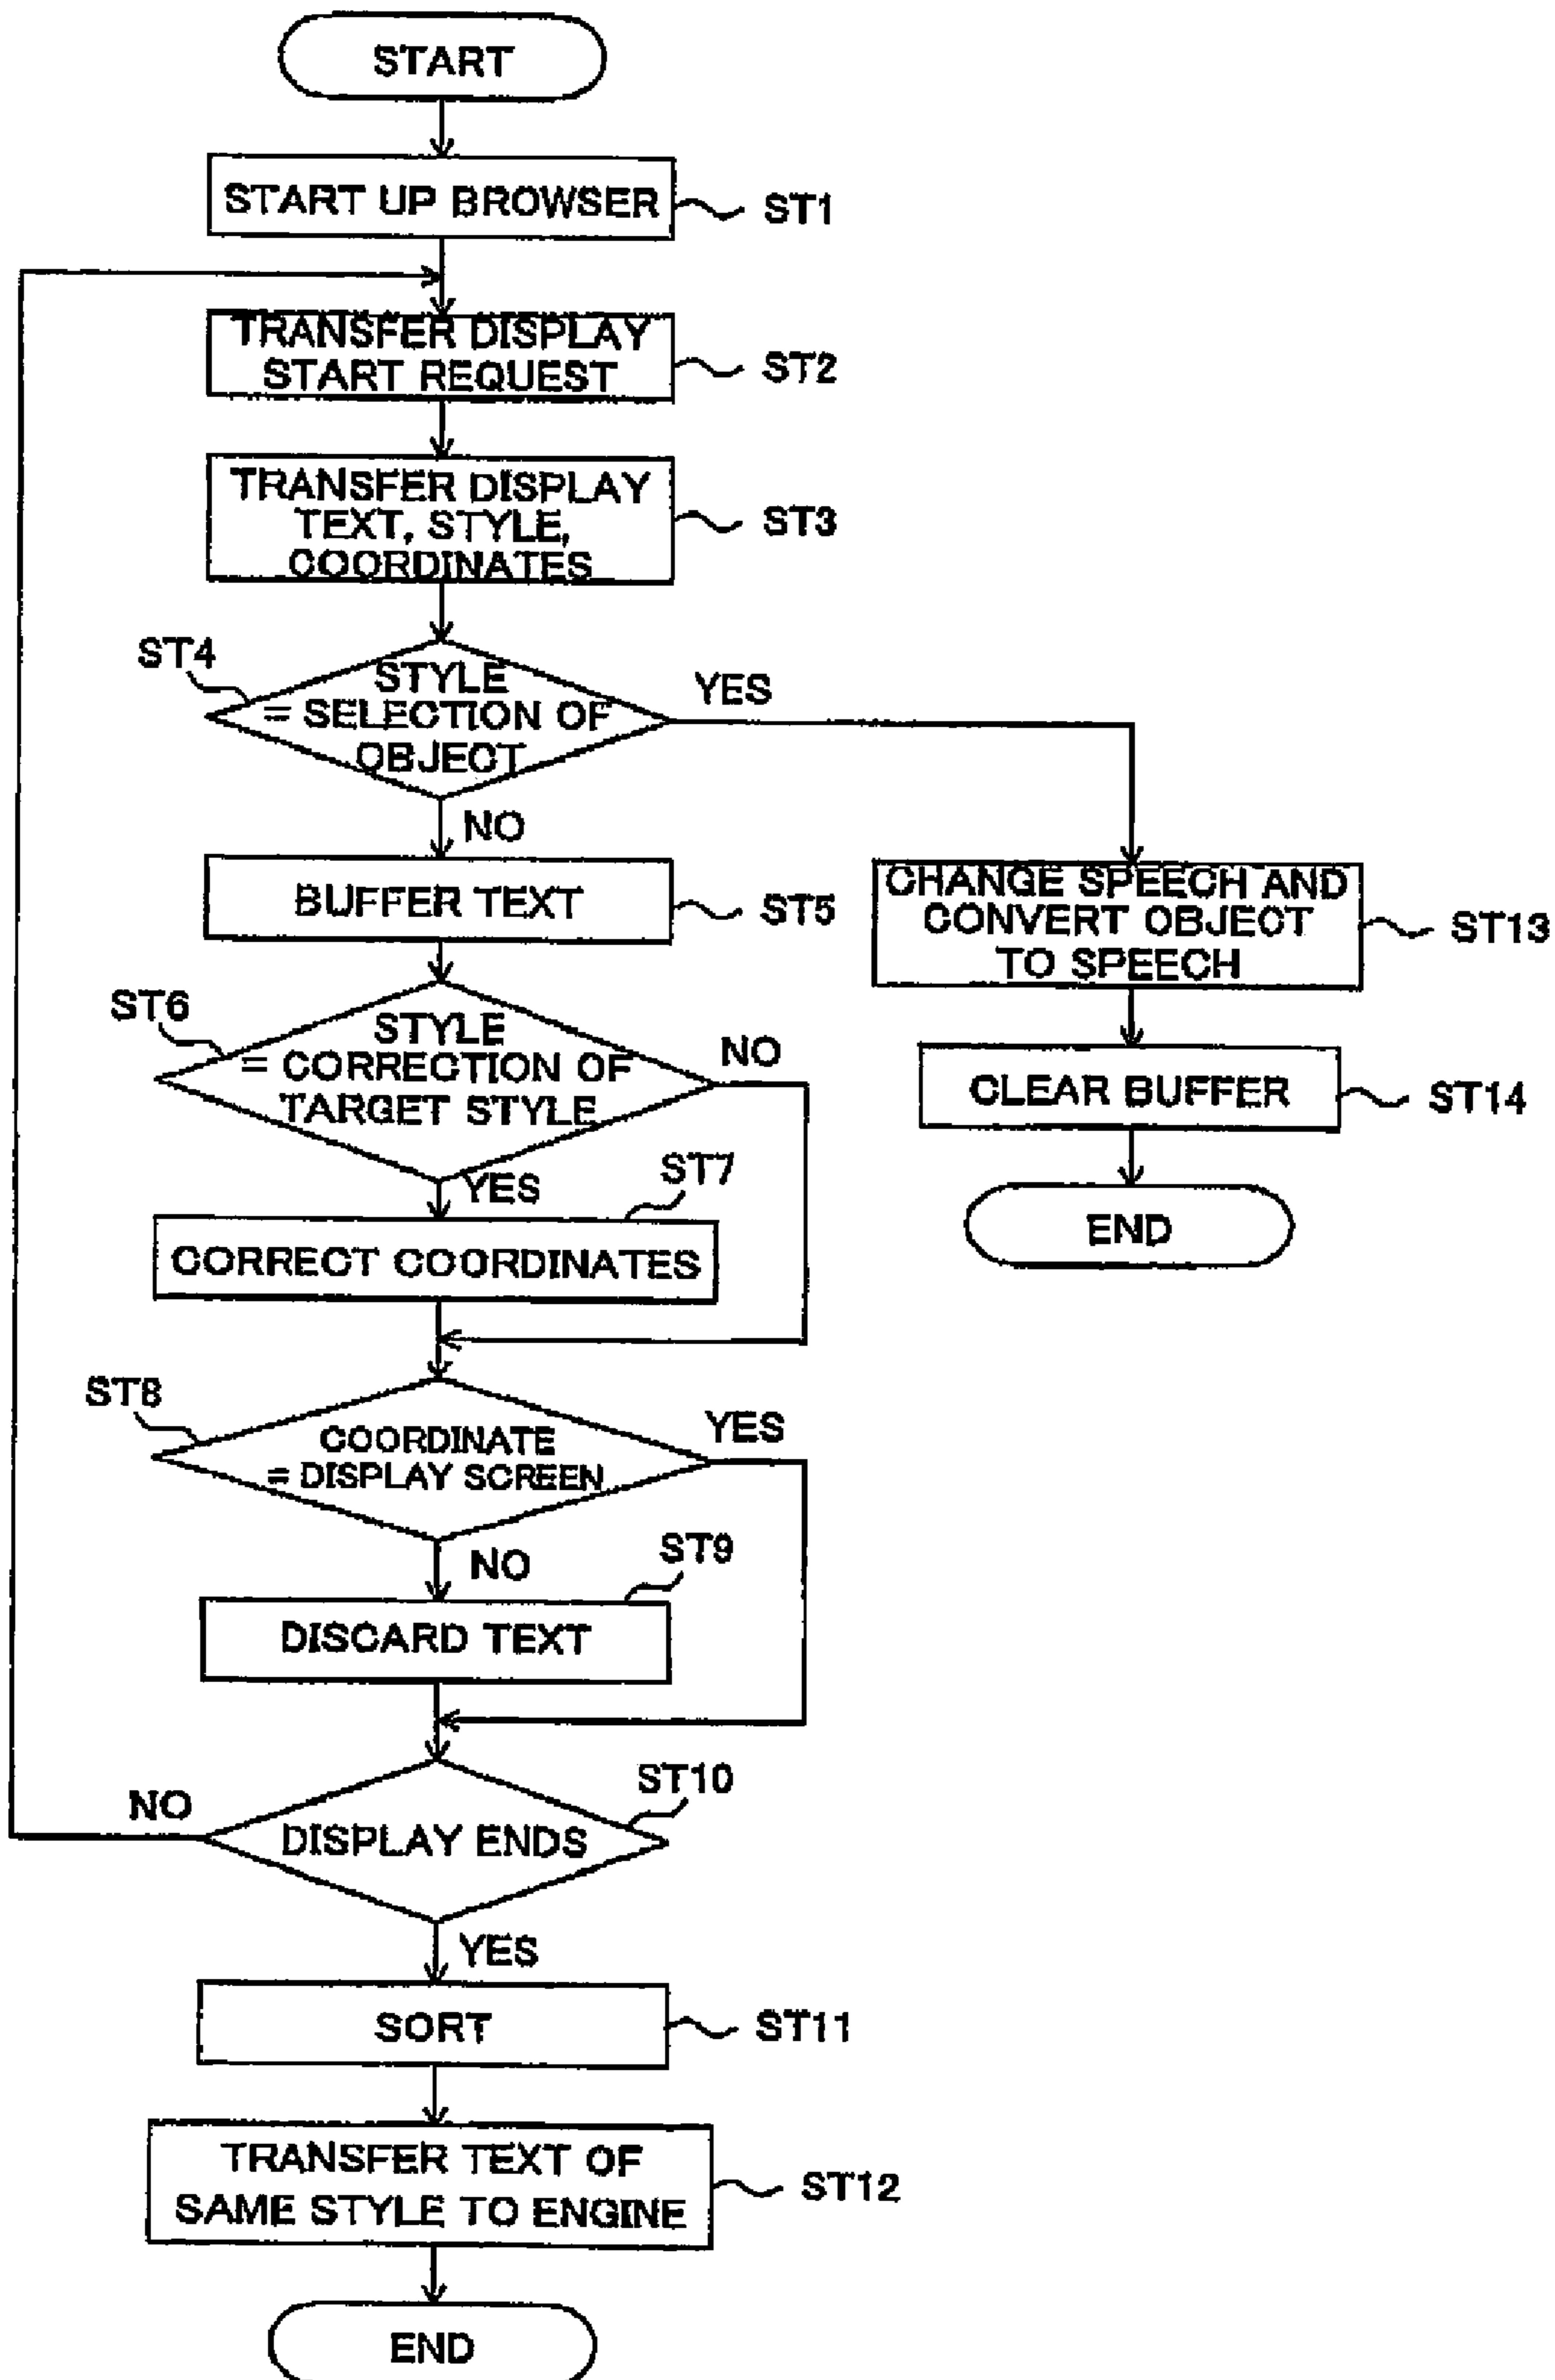 START
START UP BROWSER
ST1
TRANSFER DISPLAY
START REQUEST
ST2
TRANSFER DISPLAY
TEXT, STYLE,
COORDINATES
ST3
ST4
STYLE
= SELECTION OF
OBJECT
YES
NO
BUFFER TEXT
ST5
CHANGE SPEECH AND
CONVERT OBJECT
TO SPEECH
ST13
ST6
STYLE
= CORRECTION OF
TARGET STYLE
NO
CLEAR BUFFER
ST14
YES
ST7
CORRECT COORDINATES
END
ST8
COORDINATE
= DISPLAY SCREEN
YES
NO
ST9
DISCARD TEXT
NO
ST10
DISPLAY ENDS
YES
SORT
ST11
TRANSFER TEXT OF
SAME STYLE TO ENGINE
ST12
END